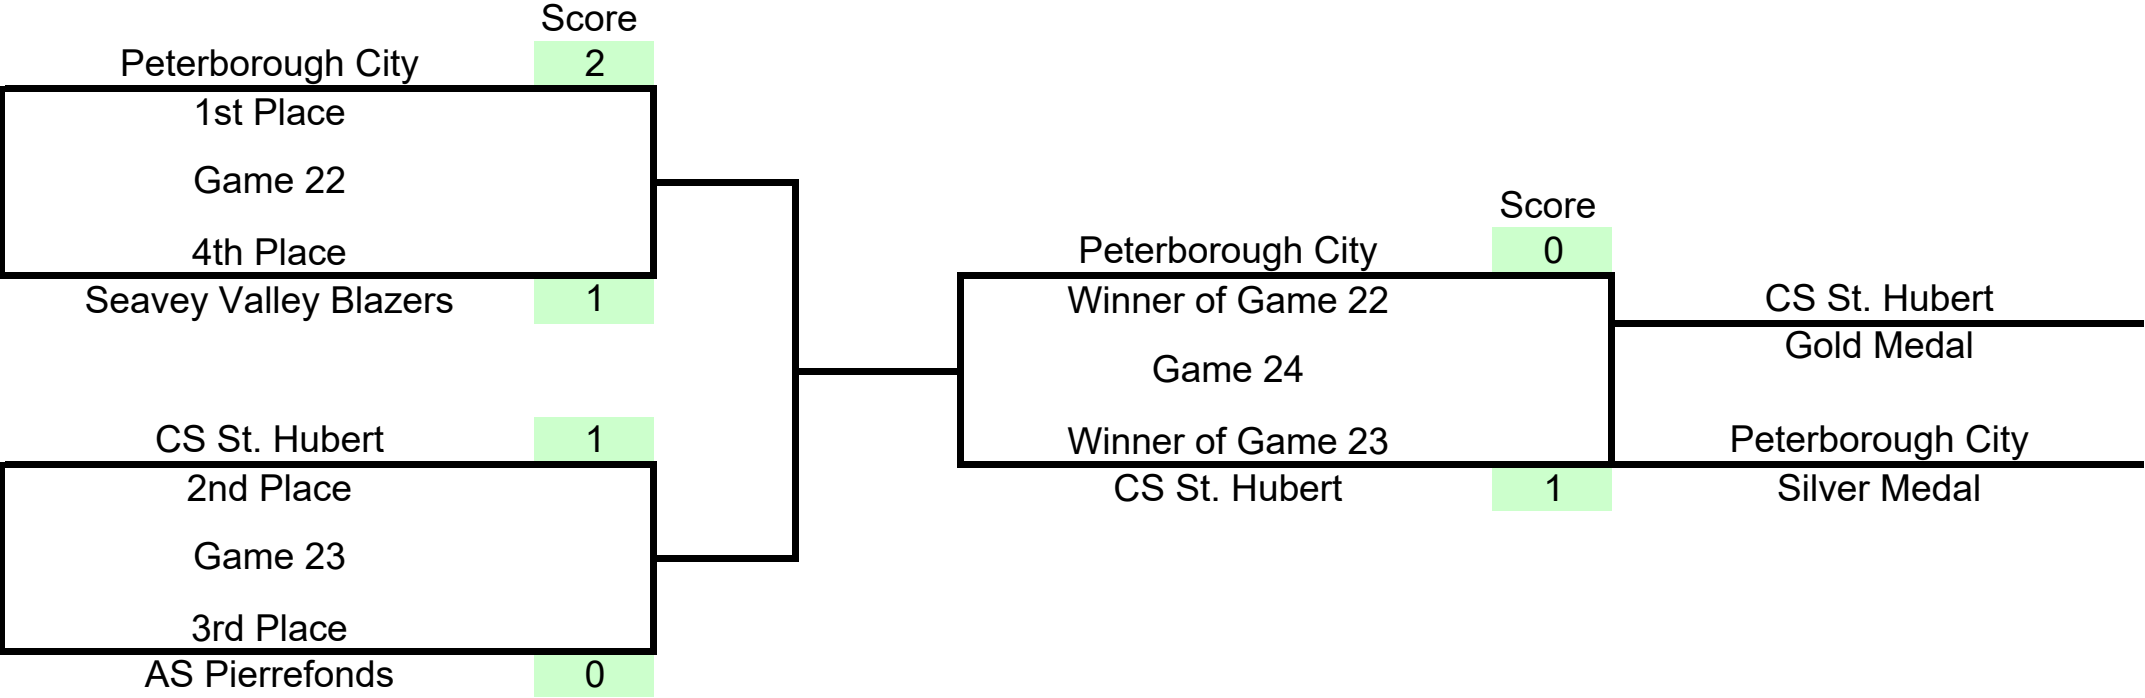 Score
Peterborough City 2
1st Place
Game 22
4th Place
Seavey Valley Blazers 1
CS St. Hubert 1
2nd Place
Game 23
3rd Place
AS Pierrefonds 0
Score
Peterborough City 0
Winner of Game 22
Game 24
Winner of Game 23
CS St. Hubert 1
CS St. Hubert
Gold Medal
Peterborough City
Silver Medal